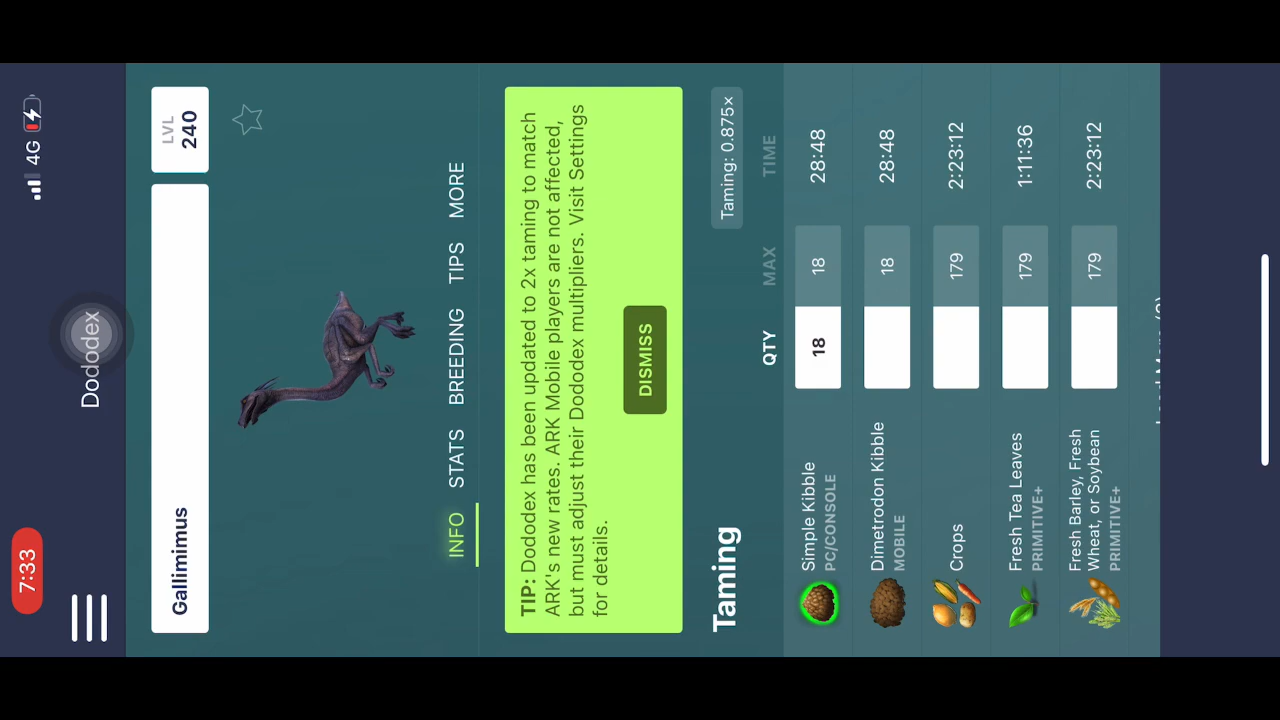 7:33
4G
Dododex
Gallimimus
LVL
240
INFO STATS BREEDING TIPS MORE
TIP: Dododex has been updated to 2x taming to match
ARK's new rates. ARK Mobile players are not affected,
but must adjust their Dododex multipliers. Visit Settings
for details.
DISMISS
Taming
Taming: 0.875x
QTY MAX TIME
Simple Kibble
PC/CONSOLE
18 18 28:48
Dimetrodon Kibble
MOBILE
18 28:48
Crops
179 2:23:12
Fresh Tea Leaves
PRIMITIVE+
179 1:11:36
Fresh Barley, Fresh
Wheat, or Soybean
PRIMITIVE+
179 2:23:12